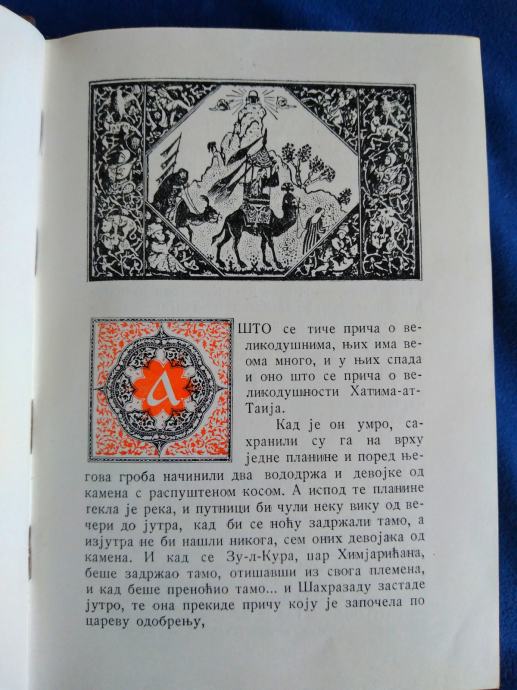 а
ШТО се тиче прича о ве-
ликодушнима, њих има ве-
ома много, и у њих спада
и оно што се прича о ве-
ликодушности Хатима-ат-
Таија.
Кад је он умро, са-
хранили су га на врху
једне планине и поред ње-
гова гроба начинили два вододржа и девојке од
камена с распуштеном косом. А испод те планине
гекла је река, и путници би чули неку вику од ве-
чери до јутра, кад би се ноћу задржали тамо, а
изјутра не би нашли никога, сем оних девојака од
камена. И кад се Зу-л-Кура, цар Химјарићана,
беше задржао тамо, отишавши из свога племена,
и кад беше преноћио тамо... и Шахразаду застаде
јутро, те она прекиде причу коју је започела по
цареву одобрењу,